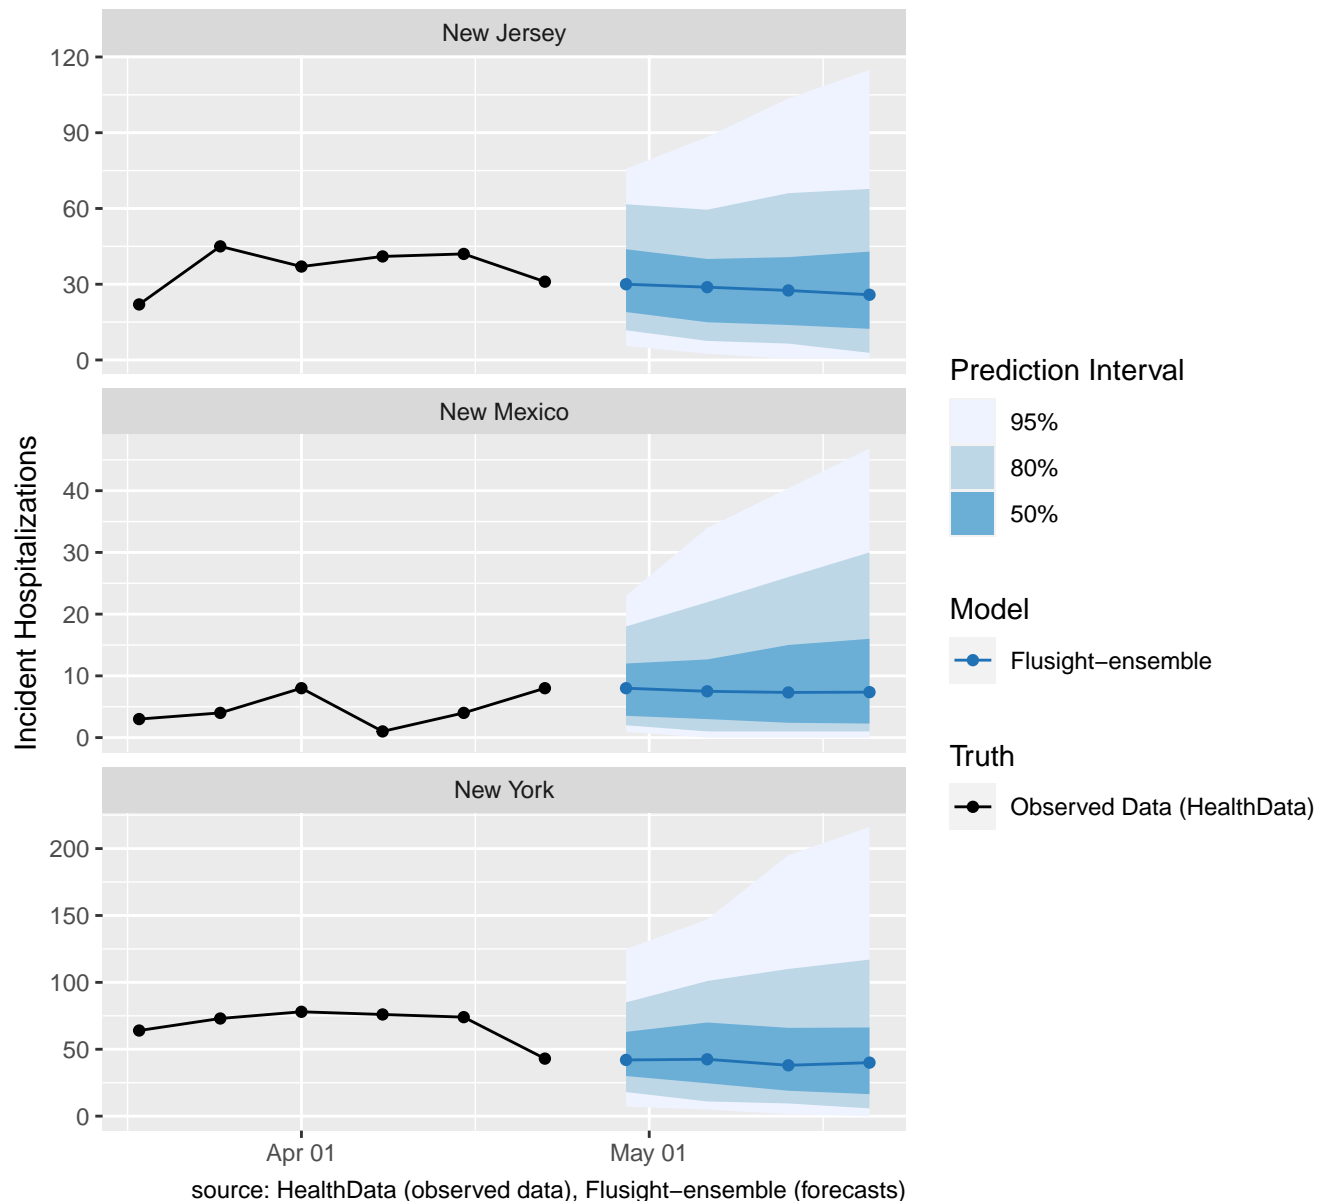 New Jersey
120
90
60
30
0
New Mexico
40
30
20
10
0
New York
200
150
100
50
0
Apr 01
May 01
Incident Hospitalizations
source: HealthData (observed data), Flusight−ensemble (forecasts)
Prediction Interval
95%
80%
50%
Model
Flusight−ensemble
Truth
Observed Data (HealthData)